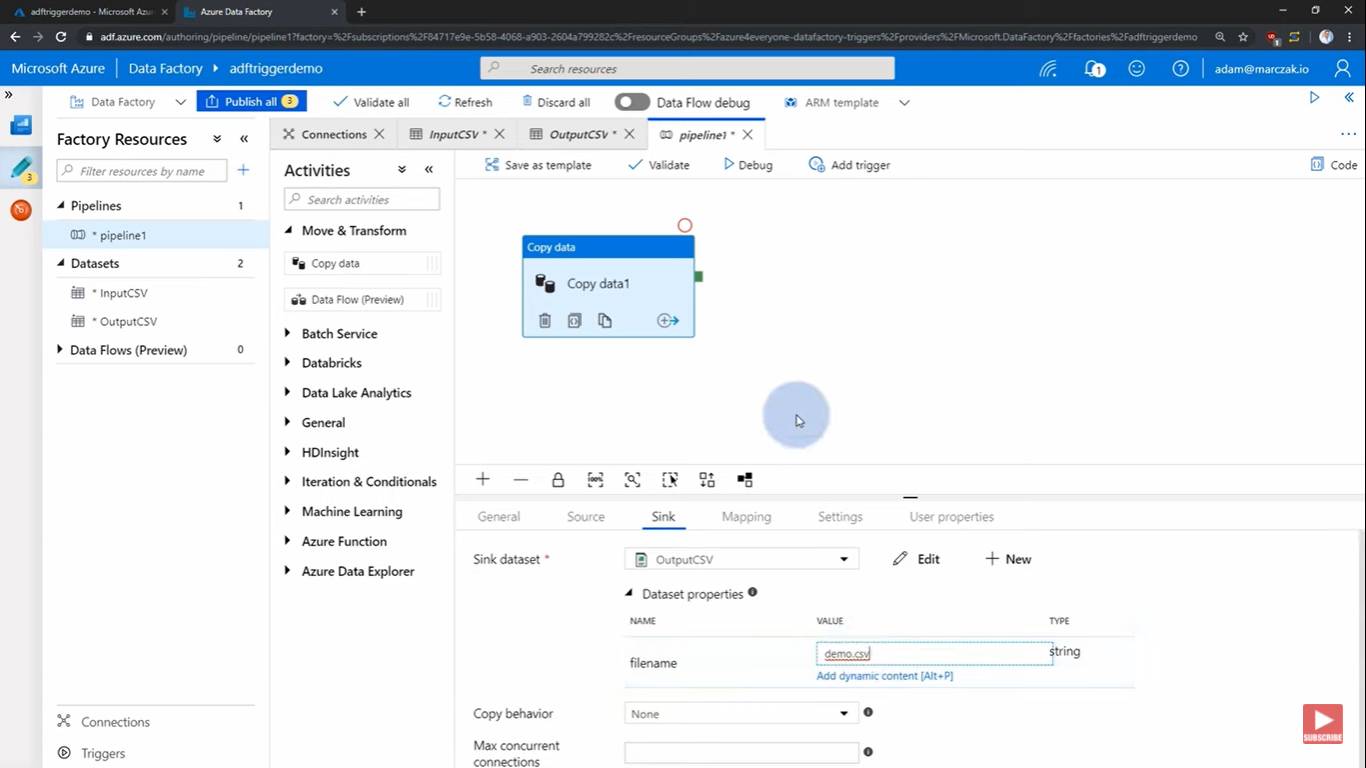 adftriggerdemo - Microsoft Azur
Azure Data Factory
adf.azure.com/authoring/pipeline/pipeline1?factory=%2Fsubscriptions%2F84717e9e-5b58-4068-a903-2604a799282c%2FresourceGroups%2Fazure4everyone-datafactory-triggers%2Fproviders%2FMicrosoft.DataFactory%2Ffactories%2Fadftriggerdemo
Microsoft Azure
Data Factory
adftriggerdemo
Search resources
1
adam@marczak.io
Data Factory
Publish all 3
Validate all
Refresh
Discard all
Data Flow debug
ARM template
Factory Resources
Connections
InputCSV *
OutputCSV *
pipeline1 *
3
Filter resources by name
Activities
Save as template
Validate
Debug
Add trigger
Code
Search activities
Pipelines 1
* pipeline1
Datasets 2
* InputCSV
* OutputCSV
Data Flows (Preview) 0
Move & Transform
Copy data
Data Flow (Preview)
Batch Service
Databricks
Data Lake Analytics
General
HDInsight
Iteration & Conditionals
Machine Learning
Azure Function
Azure Data Explorer
Copy data
Copy data1
100%
General
Source
Sink
Mapping
Settings
User properties
Sink dataset *
OutputCSV
Edit
New
Dataset properties
NAME
VALUE
TYPE
filename
demo.csv
string
Add dynamic content [Alt+P]
Copy behavior
None
Max concurrent
connections
Connections
Triggers
SUBSCRIBE